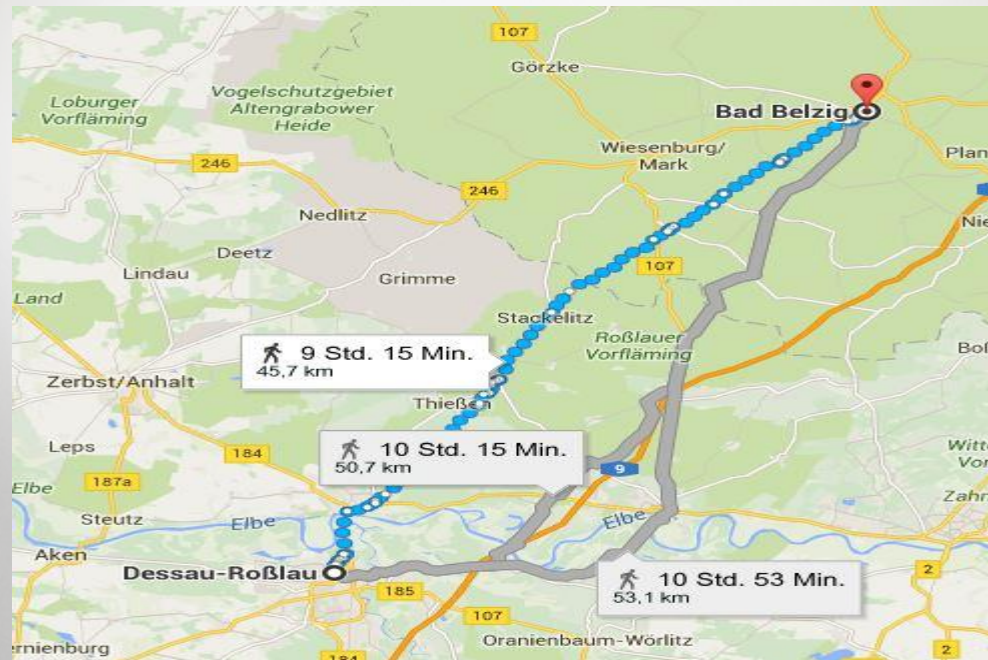 107
Görzke
Loburger
Vorfläming
Vogelschutzgebiet
Altengrabower
Heide
Bad Belzig
Wiesenburg/
Mark
246
246
Nedlitz
Deetz
Lindau
Grimme
107
Land
Stackelitz
Roßlauer
Vorfläming
9 Std. 15 Min.
45,7 km
Zerbst/Anhalt
Thießen
Leps
184
10 Std. 15 Min.
50,7 km
9
187a
Elbe
Steutz
Elbe
Elbe
Aken
Dessau-Roßlau
185
10 Std. 53 Min.
53,1 km
2
107
Oranienbaum-Wörlitz
2
184